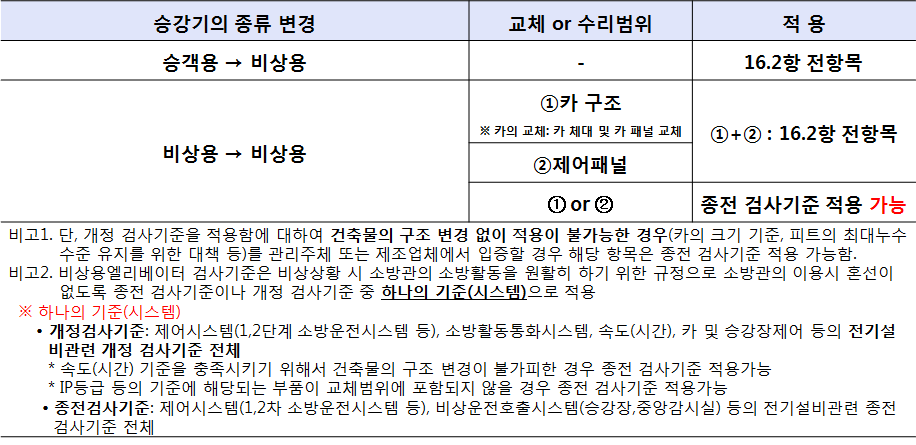 승강기의 종류 변경 교체 or 수리범위 적 용
승객용 → 비상용 - 16.2항 전항목
비상용 → 비상용
①카 구조
※ 카의 교체: 카 체대 및 카 패널 교체
②제어패널
①+② : 16.2항 전항목
① or ② 종전 검사기준 적용 가능
비고1. 단, 개정 검사기준을 적용함에 대하여 건축물의 구조 변경 없이 적용이 불가능한 경우(카의 크기 기준, 피트의 최대누수
수준 유지를 위한 대책 등)를 관리주체 또는 제조업체에서 입증할 경우 해당 항목은 종전 검사기준 적용 가능함.
비고2. 비상용엘리베이터 검사기준은 비상상황 시 소방관의 소방활동을 원활히 하기 위한 규정으로 소방관의 이용시 혼선이
없도록 종전 검사기준이나 개정 검사기준 중 하나의 기준(시스템)으로 적용
※ 하나의 기준(시스템)
• 개정검사기준: 제어시스템(1,2단계 소방운전시스템 등), 소방활동통화시스템, 속도(시간), 카 및 승강장제어 등의 전기설
비관련 개정 검사기준 전체
* 속도(시간) 기준을 충족시키기 위해서 건축물의 구조 변경이 불가피한 경우 종전 검사기준 적용가능
* IP등급 등의 기준에 해당되는 부품이 교체범위에 포함되지 않을 경우 종전 검사기준 적용가능
• 종전검사기준: 제어시스템(1,2차 소방운전시스템 등), 비상운전호출시스템(승강장,중앙감시실) 등의 전기설비관련 종전
검사기준 전체